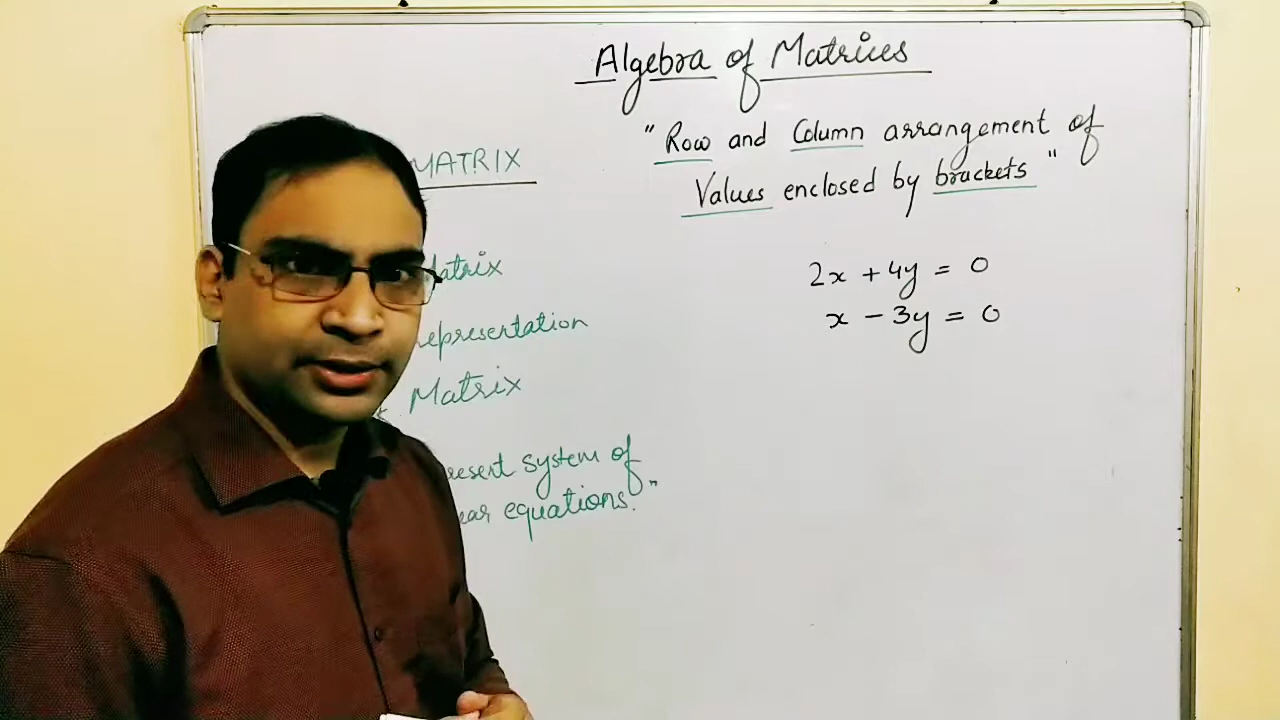 Algebra of Matrices
MATRIX
"Row and Column arrangement of
Values enclosed by brackets"
Matrix
representation
Matrix
system of
equations."
2x + 4y = 0
x - 3y = 0